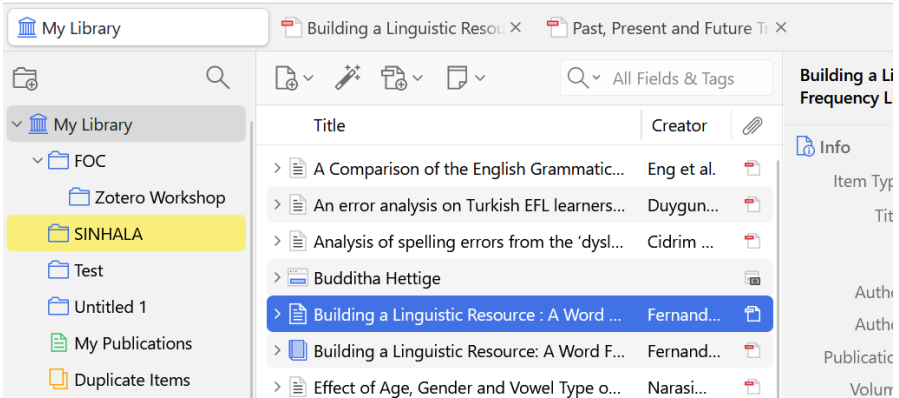 My Library
Building a Linguistic Resou
Past, Present and Future Tr
All Fields & Tags
My Library
FOC
Zotero Workshop
SINHALA
Test
Untitled 1
My Publications
Duplicate Items
Title Creator
A Comparison of the English Grammatic... Eng et al.
An error analysis on Turkish EFL learners... Duygun...
Analysis of spelling errors from the ‘dysl... Cidrim ...
Budditha Hettige
Building a Linguistic Resource : A Word ... Fernand...
Building a Linguistic Resource: A Word F... Fernand...
Effect of Age, Gender and Vowel Type o... Narasi...
Building a Li
Frequency L
Info
Item Typ
Tit
Autho
Autho
Publicatio
Volum